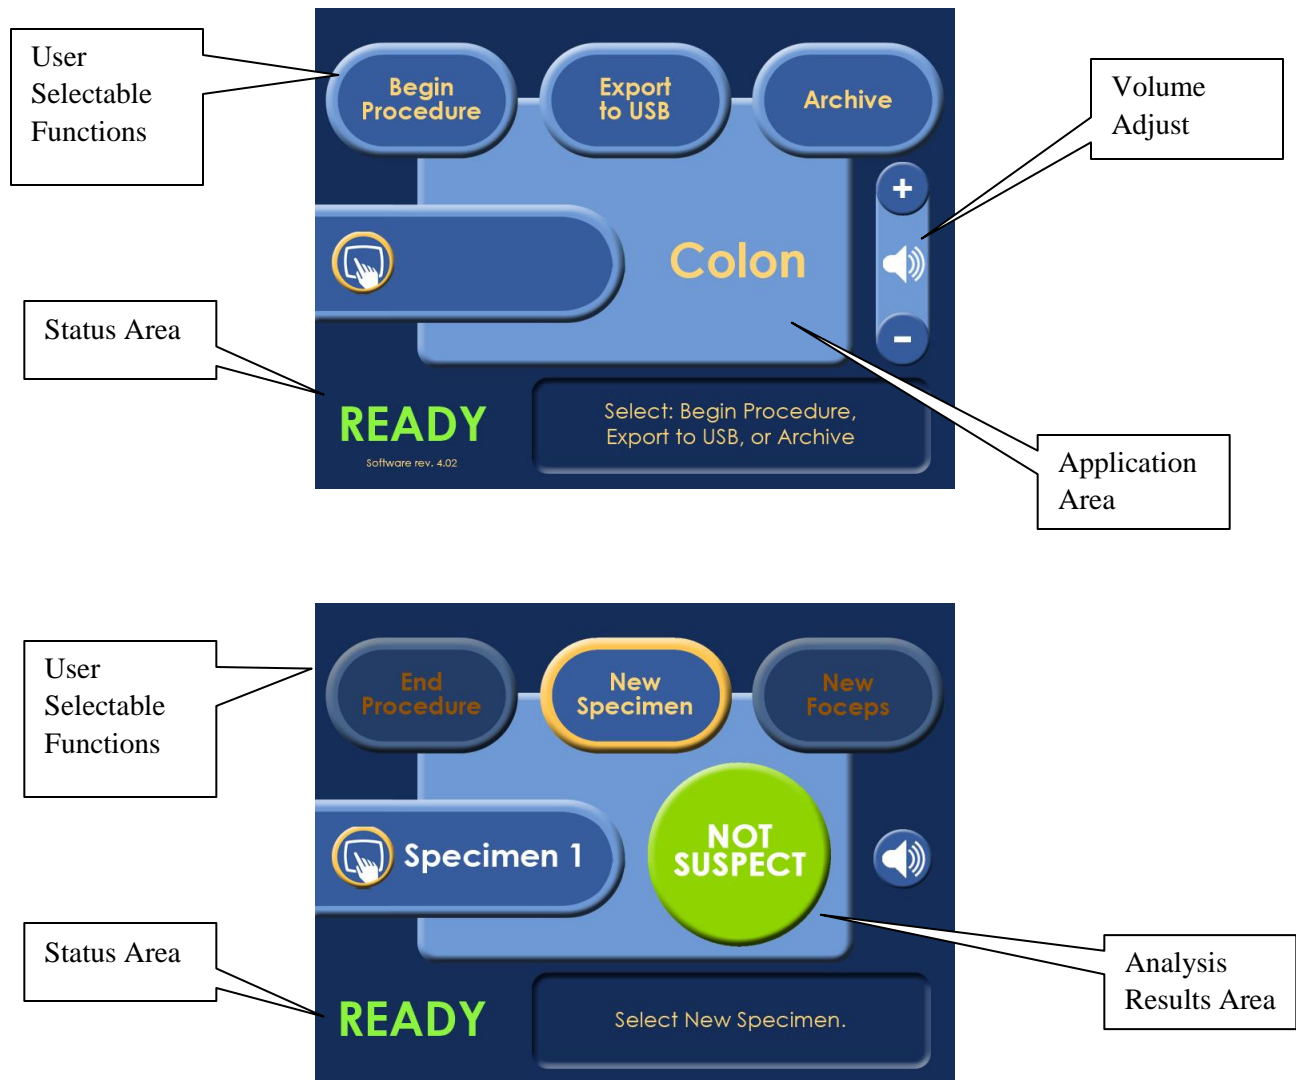 User
Selectable
Functions
Begin
Procedure
Export
to USB
Archive
Volume
Adjust
+
Colon
-
Status Area
READY
Software rev. 4.02
Select: Begin Procedure,
Export to USB, or Archive
Application
Area
User
Selectable
Functions
End
Procedure
New
Specimen
New
Foceps
Specimen 1
NOT
SUSPECT
Status Area
READY
Select New Specimen.
Analysis
Results Area